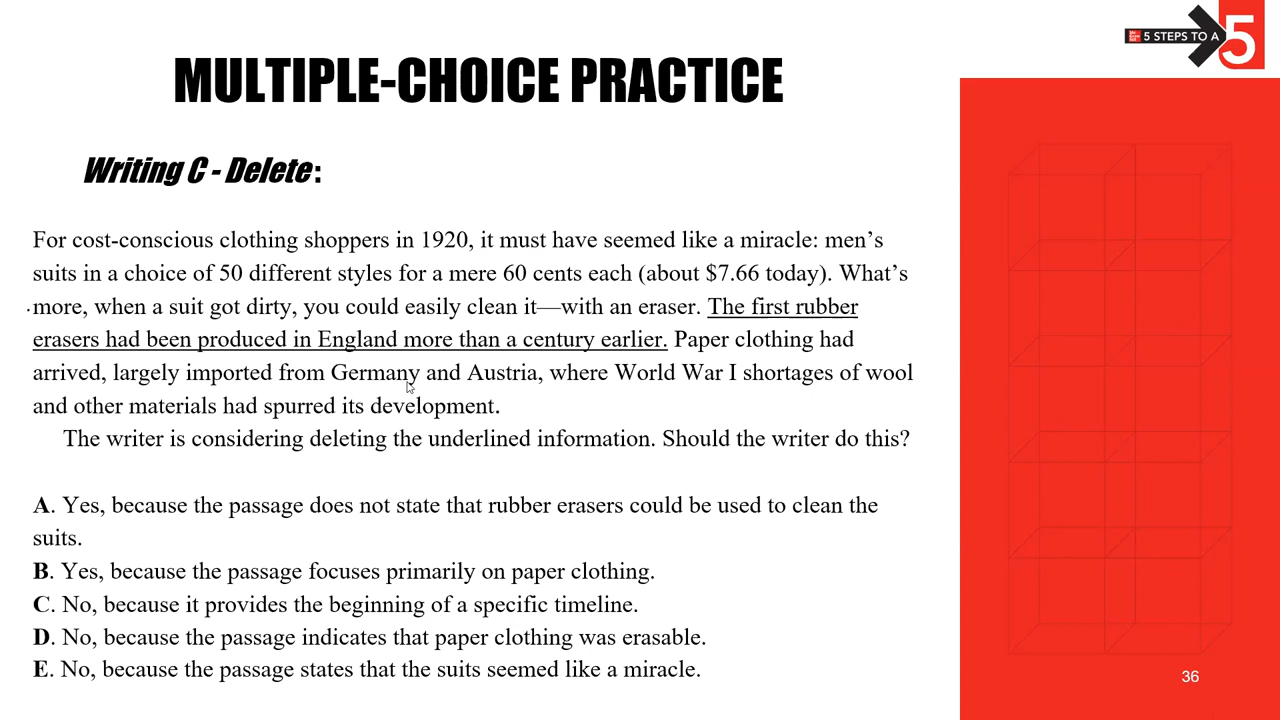 5 STEPS TO A 5
MULTIPLE-CHOICE PRACTICE
Writing C - Delete:
For cost-conscious clothing shoppers in 1920, it must have seemed like a miracle: men’s
suits in a choice of 50 different styles for a mere 60 cents each (about $7.66 today). What’s
more, when a suit got dirty, you could easily clean it—with an eraser. The first rubber
erasers had been produced in England more than a century earlier. Paper clothing had
arrived, largely imported from Germany and Austria, where World War I shortages of wool
and other materials had spurred its development.
The writer is considering deleting the underlined information. Should the writer do this?
A. Yes, because the passage does not state that rubber erasers could be used to clean the
suits.
B. Yes, because the passage focuses primarily on paper clothing.
C. No, because it provides the beginning of a specific timeline.
D. No, because the passage indicates that paper clothing was erasable.
E. No, because the passage states that the suits seemed like a miracle.
36